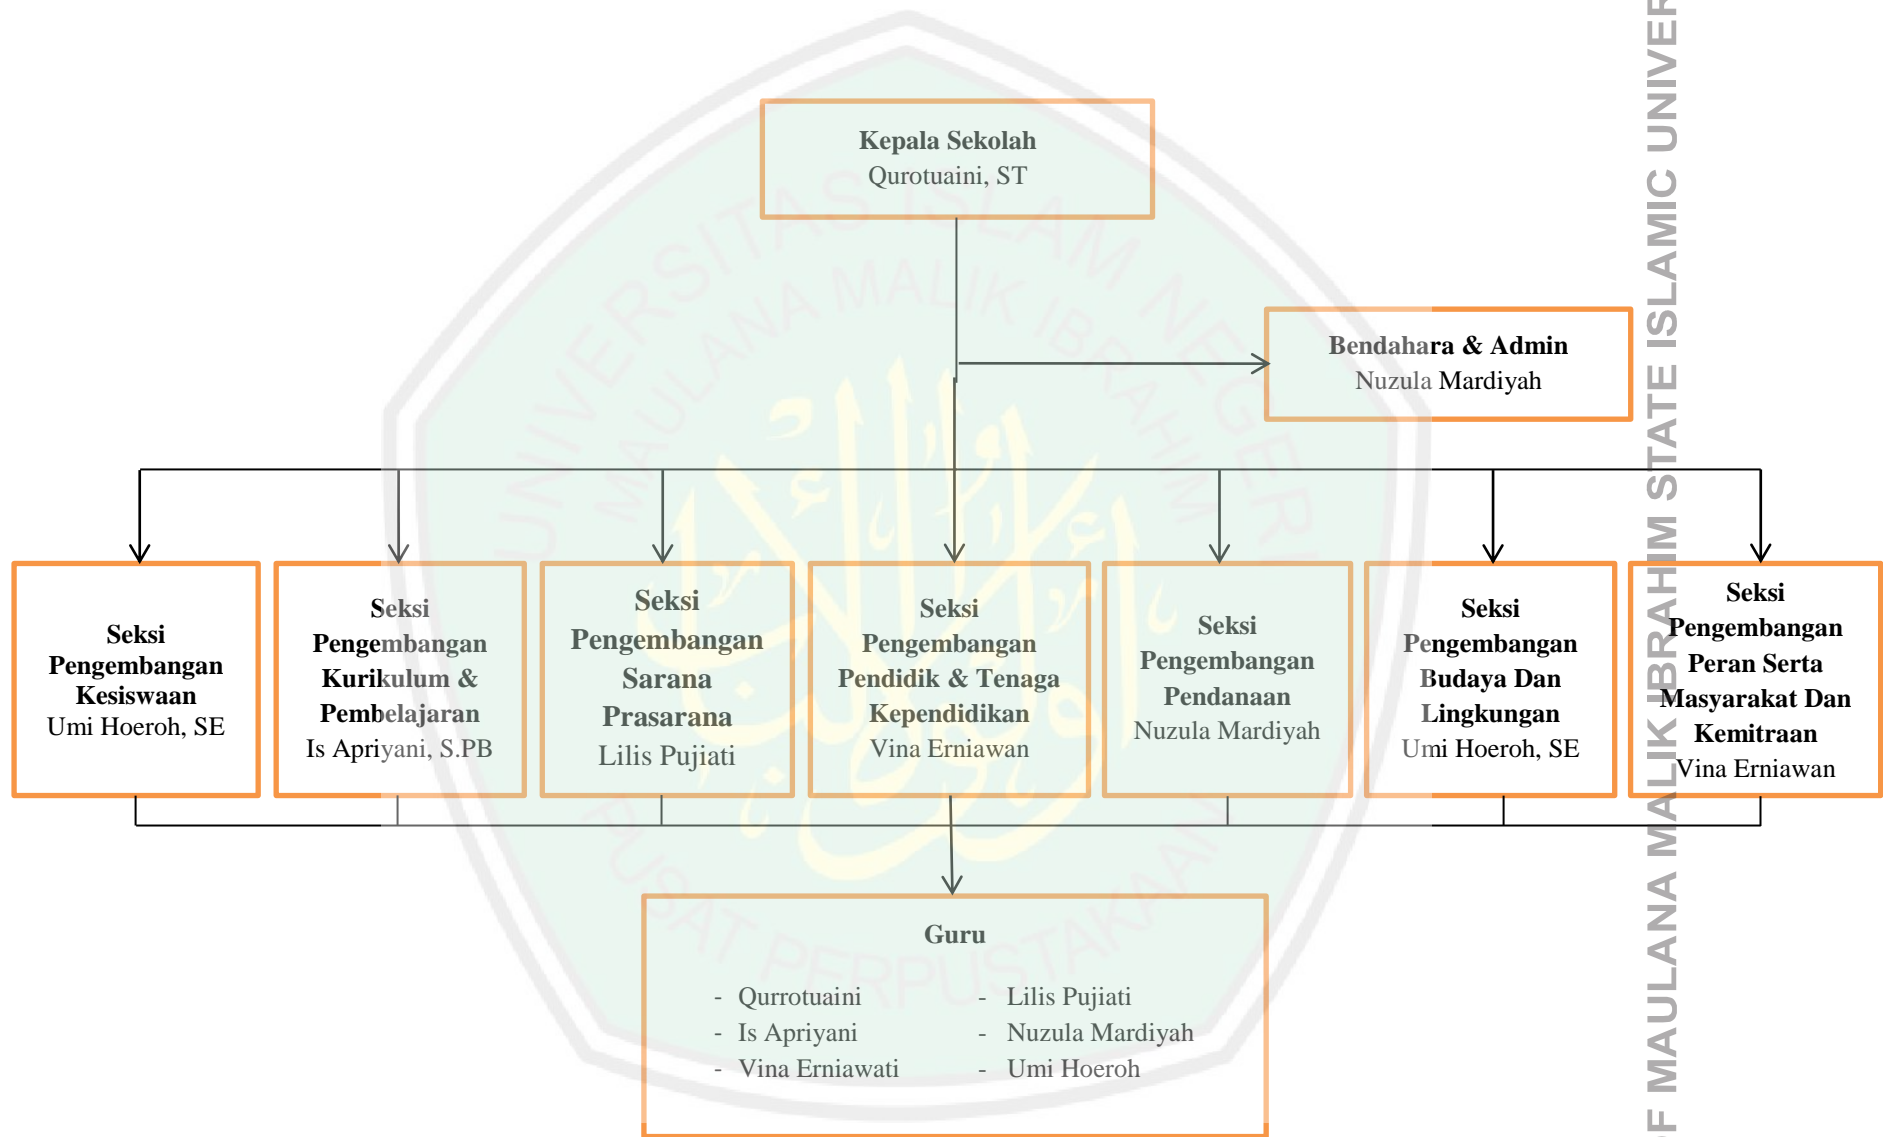 Kepala Sekolah
Qurotuaini, ST
Bendahara & Admin
Nuzula Mardiyah
Seksi
Pengembangan
Kesiswaan
Umi Hoeroh, SE
Seksi
Pengembangan
Kurikulum &
Pembelajaran
Is Apriyani, S.PB
Seksi
Pengembangan
Sarana
Prasarana
Lilis Pujiati
Seksi
Pengembangan
Pendidik & Tenaga
Kependidikan
Vina Erniawan
Seksi
Pengembangan
Pendanaan
Nuzula Mardiyah
Seksi
Pengembangan
Budaya Dan
Lingkungan
Umi Hoeroh, SE
Seksi
Pengembangan
Peran Serta
Masyarakat Dan
Kemitraan
Vina Erniawan
Guru
- Qurrotuaini
- Is Apriyani
- Vina Erniawati
- Lilis Pujiati
- Nuzula Mardiyah
- Umi Hoeroh
UNIVERSITAS ISLAM NEGERI
MAULANA MALIK IBRAHIM
PUSAT PERPUSTAKAAN
MAULANA MALIK IBRAHIM STATE ISLAMIC